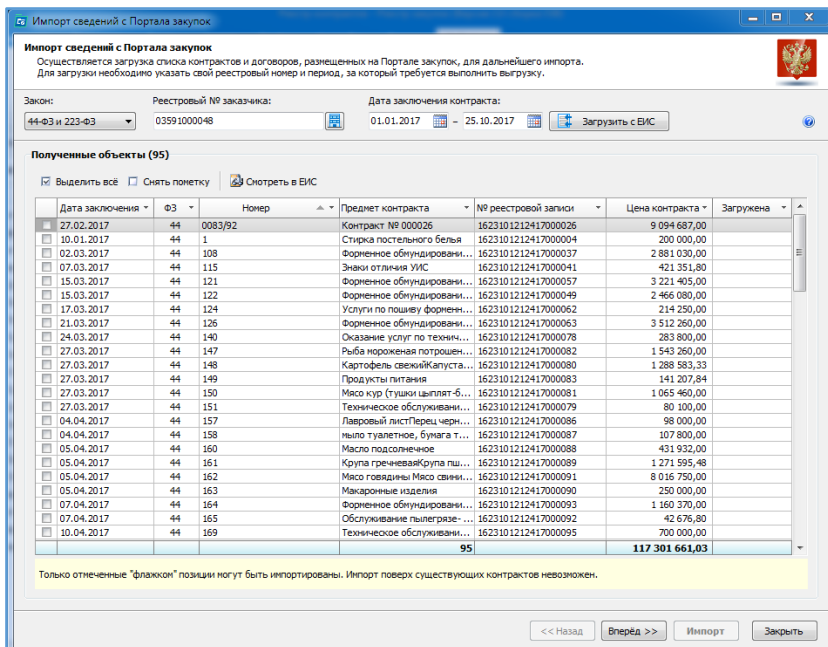 Импорт сведений с Портала закупок
Импорт сведений с Портала закупок
Осуществляется загрузка списка контрактов и договоров, размещенных на Портале закупок, для дальнейшего импорта.
Для загрузки необходимо указать свой реестровый номер и период, за который требуется выполнить выгрузку.
Закон: Реестровый № заказчика: Дата заключения контракта:
44-ФЗ и 223-ФЗ 03591000048 01.01.2017 – 25.10.2017 Загрузить с ЕИС
Полученные объекты (95)
Выделить всё Снять пометку Смотреть в ЕИС
Дата заключения ФЗ Номер Предмет контракта № реестровой записи Цена контракта Загружена
27.02.2017 44 0083/92 Контракт № 000026 1623101212417000026 9 094 687,00
10.01.2017 44 1 Стирка постельного белья 1623101212417000004 200 000,00
02.03.2017 44 108 Форменное обмундировани... 1623101212417000037 2 881 030,00
07.03.2017 44 115 Знаки отличия УИС 1623101212417000041 421 351,80
15.03.2017 44 121 Форменное обмундировани... 1623101212417000057 3 221 405,00
15.03.2017 44 122 Форменное обмундировани... 1623101212417000049 2 466 080,00
17.03.2017 44 124 Услуги по пошиву форменн... 1623101212417000062 214 250,00
21.03.2017 44 126 Форменное обмундировани... 1623101212417000063 3 512 260,00
24.03.2017 44 140 Оказание услуг по технич... 1623101212417000078 283 800,00
27.03.2017 44 147 Рыба мороженая потрошен... 1623101212417000082 1 543 260,00
27.03.2017 44 148 Картофель свежийКапуста... 1623101212417000080 1 288 583,33
27.03.2017 44 149 Продукты питания 1623101212417000083 141 207,84
27.03.2017 44 150 Мясо кур (тушки цыплят-б... 1623101212417000081 1 065 460,00
27.03.2017 44 151 Техническое обслуживани... 1623101212417000079 80 100,00
04.04.2017 44 157 Лавровый листПерец черн... 1623101212417000086 98 000,00
04.04.2017 44 158 мыло туалетное, бумага т... 1623101212417000087 107 800,00
05.04.2017 44 160 Масло подсолнечное 1623101212417000088 431 932,00
05.04.2017 44 161 Крупа гречневаяКрупа пш... 1623101212417000089 1 271 595,48
05.04.2017 44 162 Мясо говядины Мясо свини... 1623101212417000091 8 016 750,00
05.04.2017 44 163 Макаронные изделия 1623101212417000090 250 000,00
07.04.2017 44 164 Форменное обмундировани... 1623101212417000093 1 160 370,00
07.04.2017 44 165 Обслуживание пылегрязе- ... 1623101212417000092 42 676,80
10.04.2017 44 169 Техническое обслуживани... 1623101212417000095 700 000,00
95 117 301 661,03
Только отмеченные "флажком" позиции могут быть импортированы. Импорт поверх существующих контрактов невозможен.
<< Назад Вперёд >> Импорт Закрыть